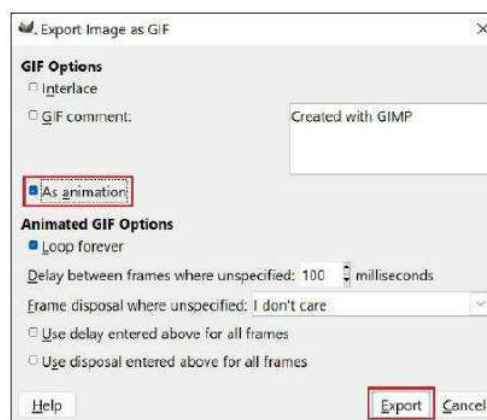 Export Image as GIF
GIF Options
Interlace
GIF comment:
Created with GIMP
As animation
Animated GIF Options
Loop forever
Delay between frames where unspecified: 100 milliseconds
Frame disposal where unspecified: I don't care
Use delay entered above for all frames
Use disposal entered above for all frames
Help Export Cancel